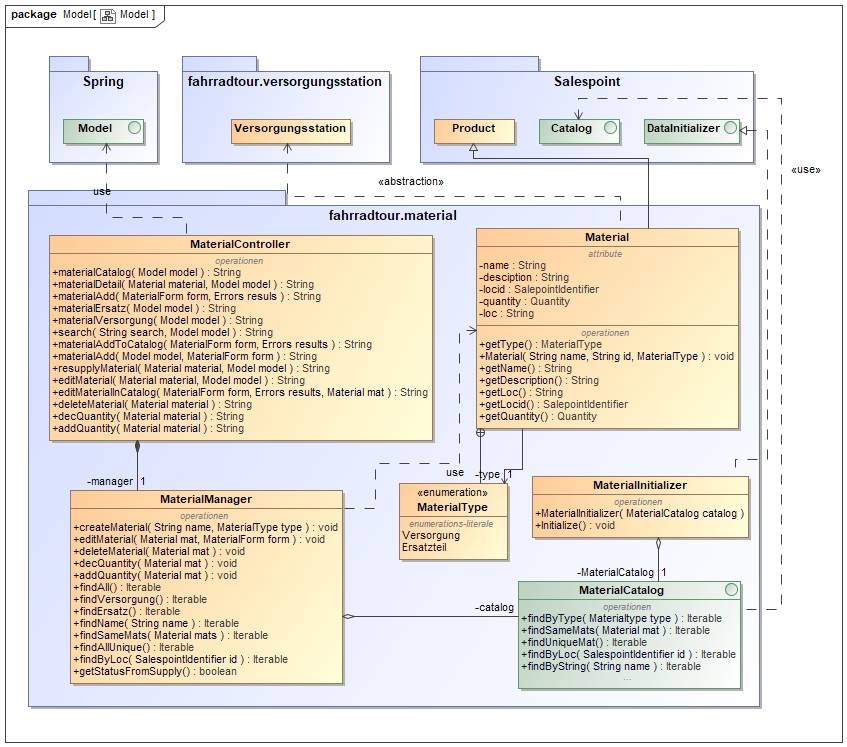 package Model [ Model ]
Spring
Model
fahrradtour.versorgungsstation
Versorgungsstation
Salespoint
Product
Catalog
DataInitializer
use
«abstraction»
«use»
fahrradtour.material
MaterialController
operationen
+materialCatalog( Model model ) : String
+materialDetail( Material material, Model model ) : String
+materialAdd( MaterialForm form, Errors resuls ) : String
+materialErsatz( Model model ) : String
+materialVersorgung( Model model ) : String
+search( String search, Model model ) : String
+materialAddToCatalog( MaterialForm form, Errors results ) : String
+materialAdd( Model model, MaterialForm form ) : String
+resupplyMaterial( Material material, Model model ) : String
+editMaterial( Material material, Model model ) : String
+editMaterialInCatalog( MaterialForm form, Errors results, Material mat ) : String
+deleteMaterial( Material material ) : String
+decQuantity( Material material ) : String
+addQuantity( Material material ) : String
Material
attribute
-name : String
-desciption : String
-locid : SalespointIdentifier
-quantity : Quantity
-loc : String
operationen
+getType() : MaterialType
+Material( String name, String id, MaterialType ) : void
+getName() : String
+getDescription() : String
+getLoc() : String
+getLocid() : SalespointIdentifier
+getQuantity() : Quantity
-manager 1
use
-type 1
MaterialManager
operationen
+createMaterial( String name, MaterialType type ) : void
+editMaterial( Material mat, MaterialForm form ) : void
+deleteMaterial( Material mat ) : void
+decQuantity( Material mat ) : void
+addQuantity( Material mat ) : void
+findAll() : Iterable
+findVersorgung() : Iterable
+findErsatz() : Iterable
+findName( String name ) : Iterable
+findSameMats( Material mats ) : Iterable
+findAllUnique() : Iterable
+findByLoc( SalespointIdentifier id ) : Iterable
+getStatusFromSupply() : boolean
«enumeration»
MaterialType
enumerations-literale
Versorgung
Ersatzteil
MaterialInitializer
operationen
+MaterialInitializer( MaterialCatalog catalog )
+Initialize() : void
-MaterialCatalog 1
-catalog
MaterialCatalog
operationen
+findByType( Materialtype type ) : Iterable
+findSameMats( Material mat ) : Iterable
+findUniqueMat() : Iterable
+findByLoc( SalespointIdentifier id ) : Iterable
+findByString( String name ) : Iterable
...